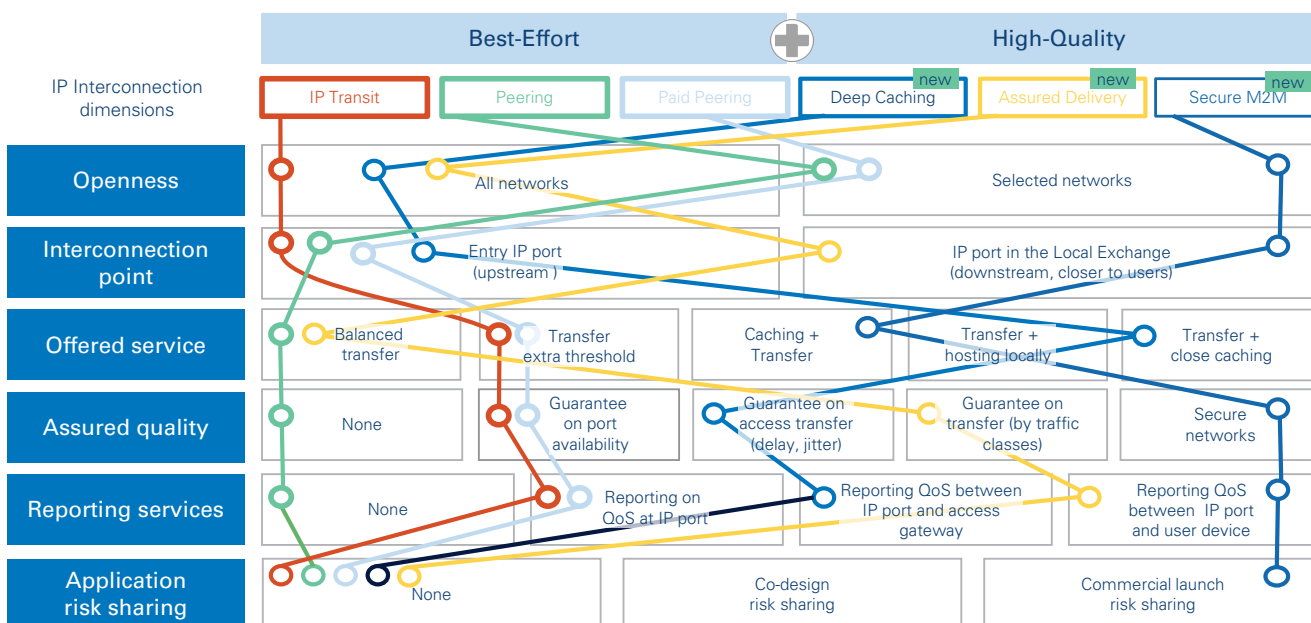 Best-Effort
High-Quality
IP Interconnection
dimensions
IP Transit
Peering
Paid Peering
Deep Caching
new
Assured Delivery
new
Secure M2M
new
Openness
All networks
Selected networks
Interconnection
point
Entry IP port
(upstream )
IP port in the Local Exchange
(downstream, closer to users)
Offered service
Balanced
transfer
Transfer
extra threshold
Caching +
Transfer
Transfer +
hosting locally
Transfer +
close caching
Assured quality
None
Guarantee
on port
availability
Guarantee on
access transfer
(delay, jitter)
Guarantee on
transfer (by traffic
classes)
Secure
networks
Reporting services
None
Reporting on
QoS at IP port
Reporting QoS between
IP port and access
gateway
Reporting QoS
between IP port
and user device
Application
risk sharing
None
Co-design
risk sharing
Commercial launch
risk sharing